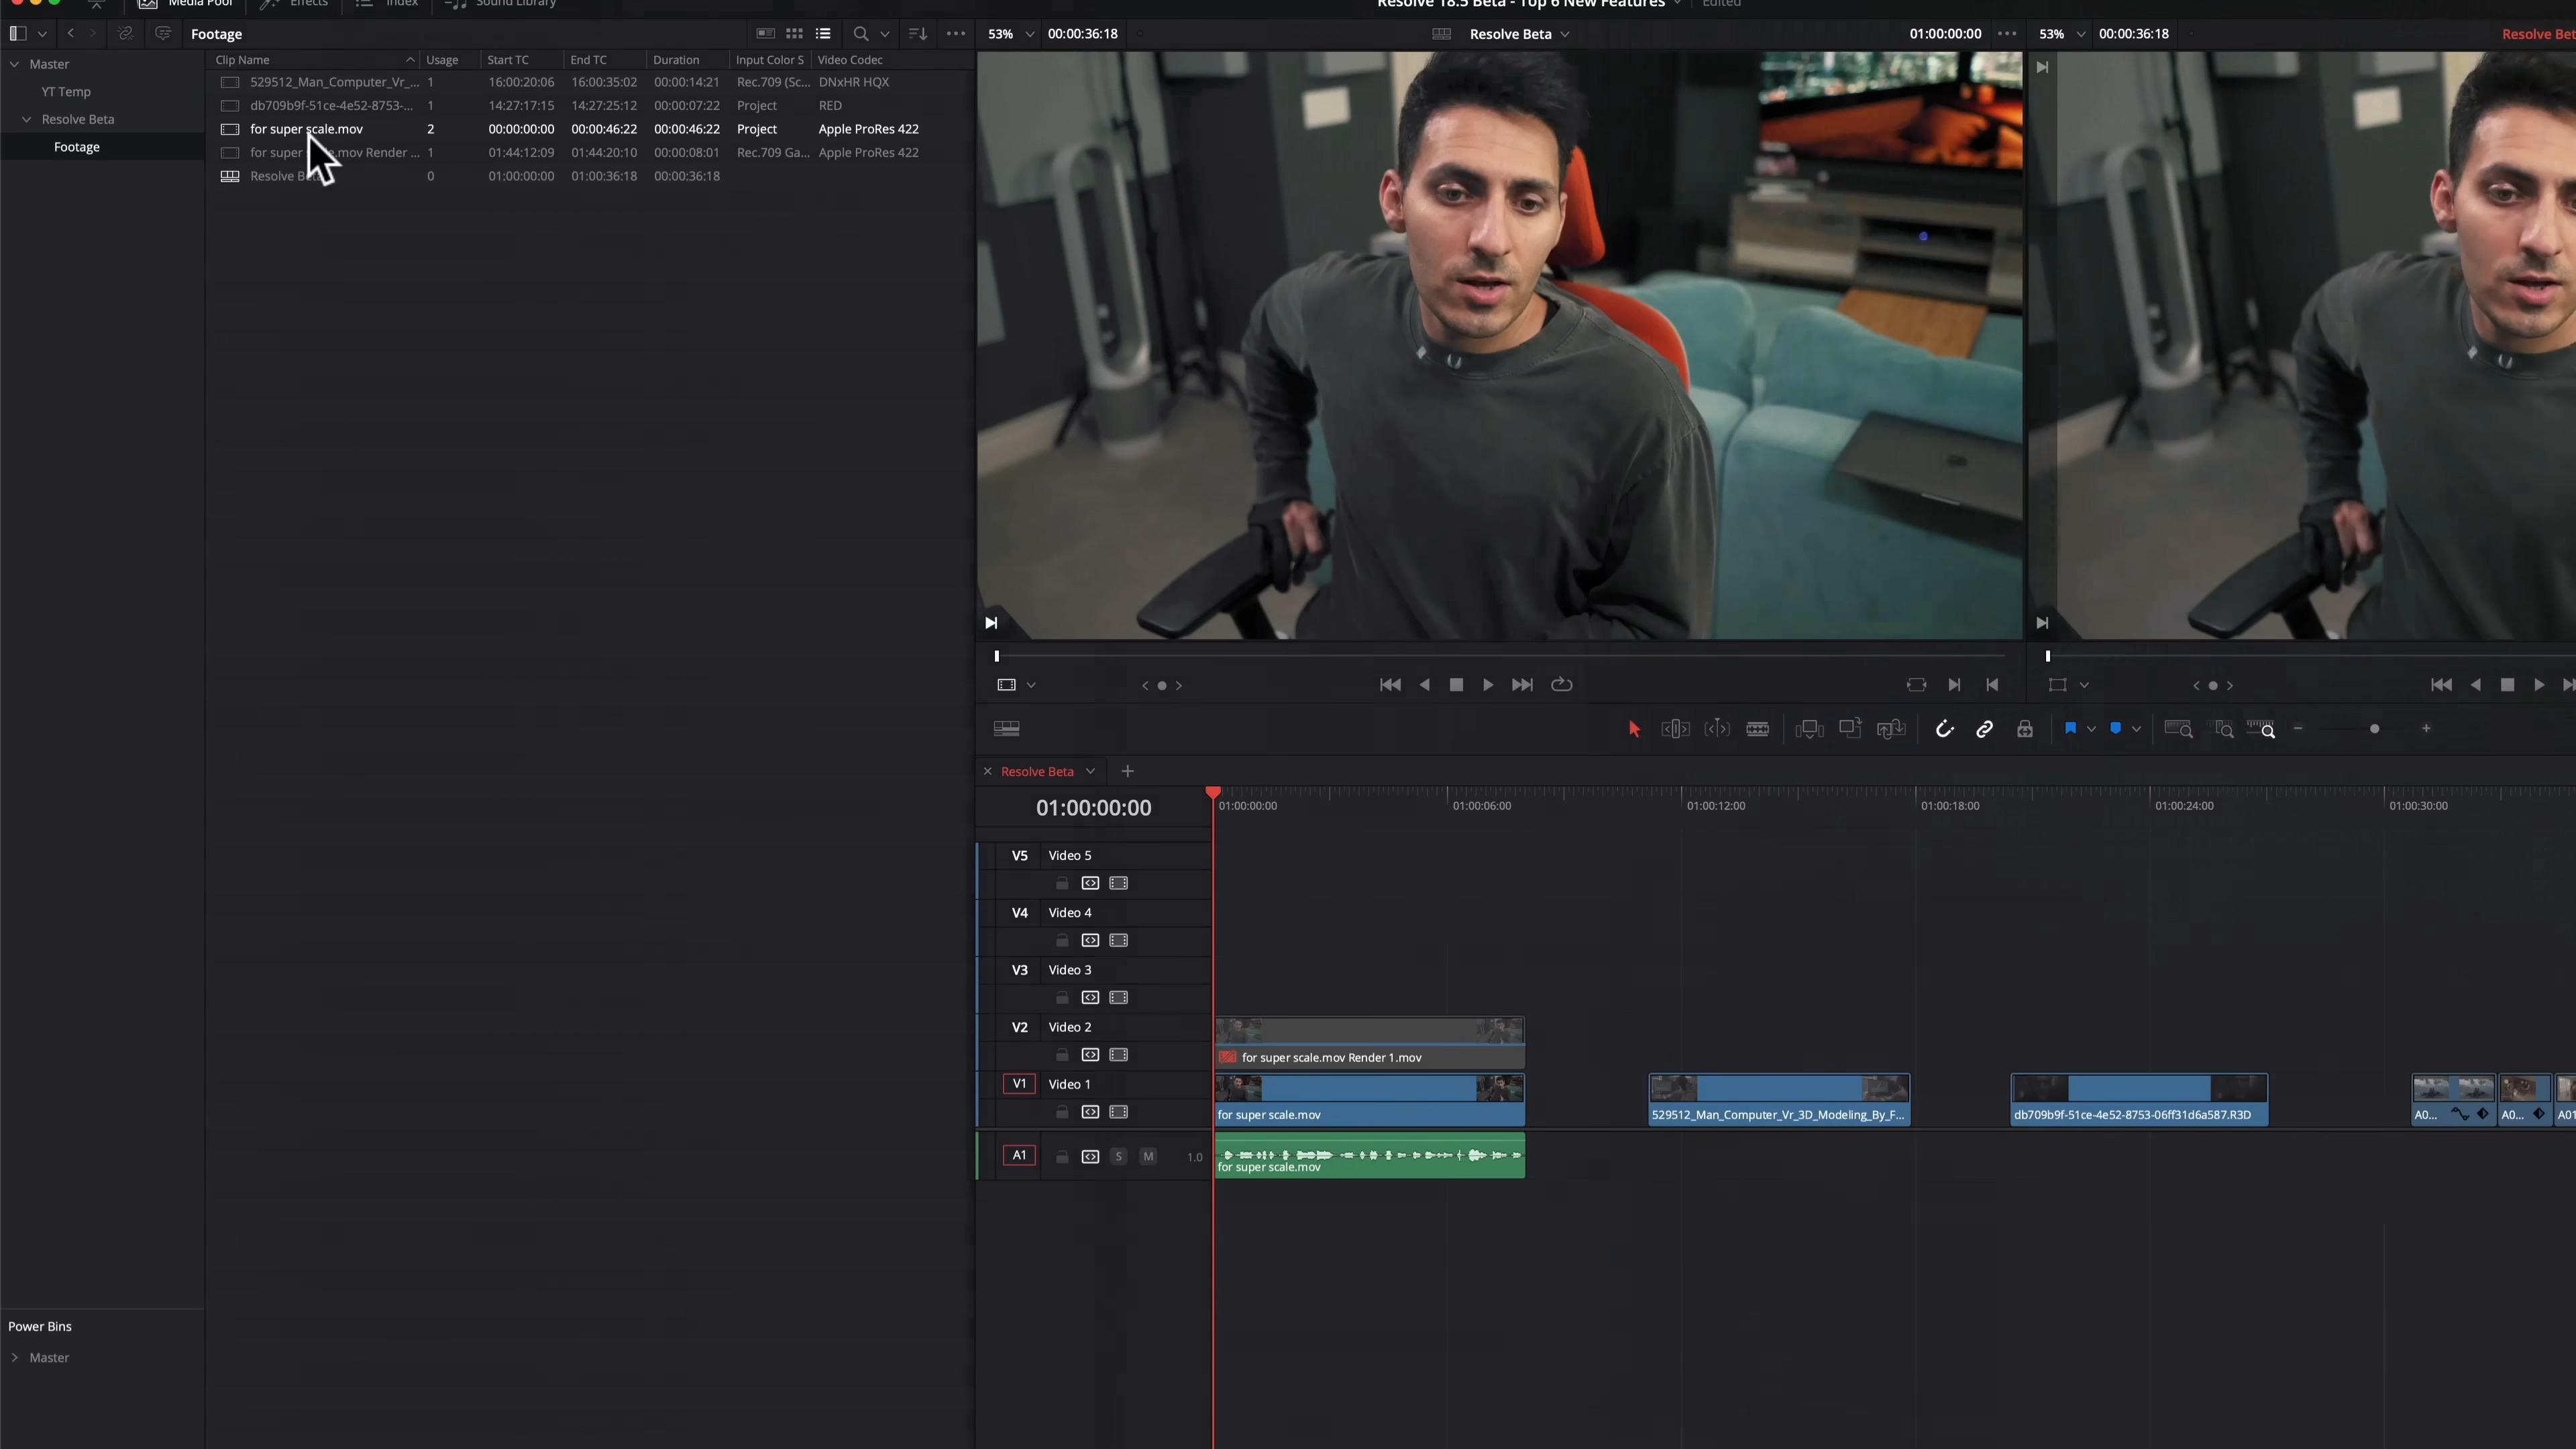 Media Pool Effects Index Sound Library Resolve 18.5 Beta - Top 6 New Features Edited
Footage 53% 00:00:36:18 Resolve Beta 01:00:00:00 53% 00:00:36:18 Resolve Bet
Master
YT Temp
Resolve Beta
Footage
Clip Name Usage Start TC End TC Duration Input Color S Video Codec
529512_Man_Computer_Vr_... 1 16:00:20:06 16:00:35:02 00:00:14:21 Rec.709 (Sc... DNxHR HQX
db709b9f-51ce-4e52-8753-... 1 14:27:17:15 14:27:25:12 00:00:07:22 Project RED
for super scale.mov 2 00:00:00:00 00:00:46:22 00:00:46:22 Project Apple ProRes 422
for super e.mov Render ... 1 01:44:12:09 01:44:20:10 00:00:08:01 Rec.709 Ga... Apple ProRes 422
Resolve Be 0 01:00:00:00 01:00:36:18 00:00:36:18
Resolve Beta
01:00:00:00 01:00:00:00 01:00:06:00 01:00:12:00 01:00:18:00 01:00:24:00 01:00:30:00
V5 Video 5
V4 Video 4
V3 Video 3
V2 Video 2
for super scale.mov Render 1.mov
V1 Video 1
for super scale.mov 529512_Man_Computer_Vr_3D_Modeling_By_F... db709b9f-51ce-4e52-8753-06ff31d6a587.R3D A0... A0... A01
A1 S M 1.0
for super scale.mov
Power Bins
Master